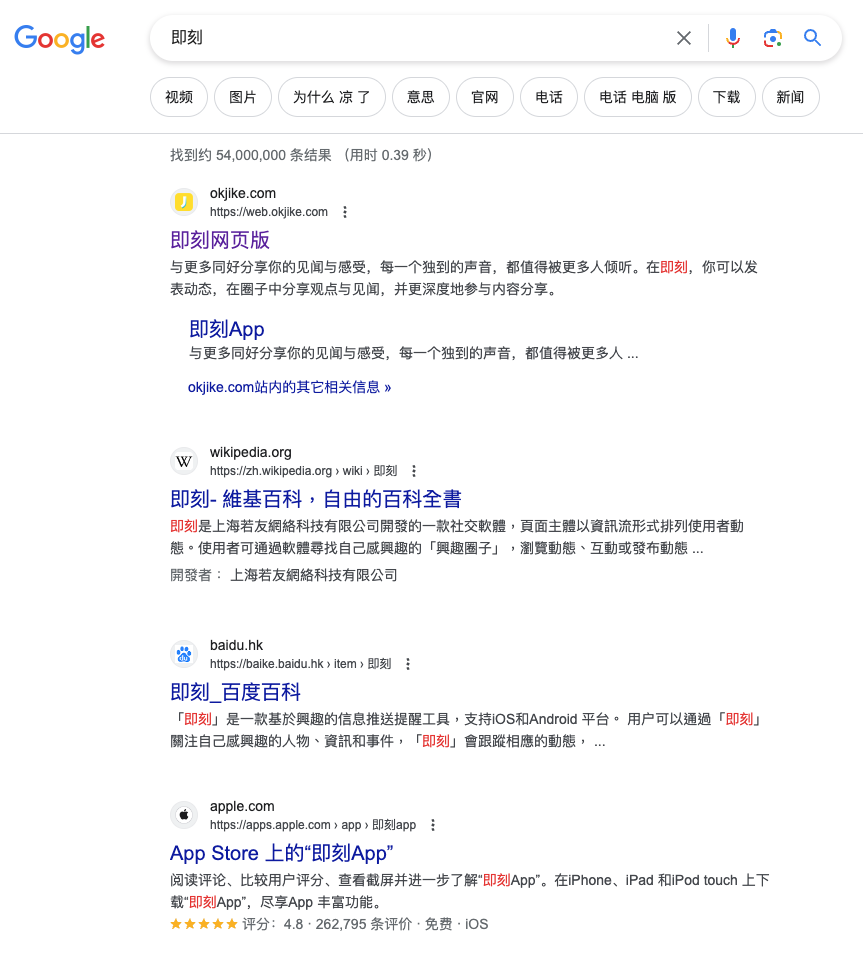 Google
即刻
视频 图片 为什么 凉 了 意思 官网 电话 电话 电脑 版 下载 新闻
找到约 54,000,000 条结果 （用时 0.39 秒）
okjike.com
https://web.okjike.com
即刻网页版
与更多同好分享你的见闻与感受，每一个独到的声音，都值得被更多人倾听。在即刻，你可以发
表动态，在圈子中分享观点与见闻，并更深度地参与内容分享。
即刻App
与更多同好分享你的见闻与感受，每一个独到的声音，都值得被更多人 ...
okjike.com站内的其它相关信息 »
W
wikipedia.org
https://zh.wikipedia.org › wiki › 即刻
即刻- 維基百科，自由的百科全書
即刻是上海若友網絡科技有限公司開發的一款社交軟體，頁面主體以資訊流形式排列使用者動
態。使用者可通過軟體尋找自己感興趣的「興趣圈子」，瀏覽動態、互動或發布動態 ...
開發者： 上海若友網絡科技有限公司
baidu.hk
https://baike.baidu.hk › item › 即刻
即刻_百度百科
「即刻」是一款基於興趣的信息推送提醒工具，支持iOS和Android 平台。 用户可以通過「即刻」
關注自己感興趣的人物、資訊和事件，「即刻」會跟蹤相應的動態， ...
apple.com
https://apps.apple.com › app › 即刻app
App Store 上的“即刻App”
阅读评论、比较用户评分、查看截屏并进一步了解“即刻App”。在iPhone、iPad 和iPod touch 上下
载“即刻App”，尽享App 丰富功能。
评分：4.8 · 262,795 条评价 · 免费 · iOS